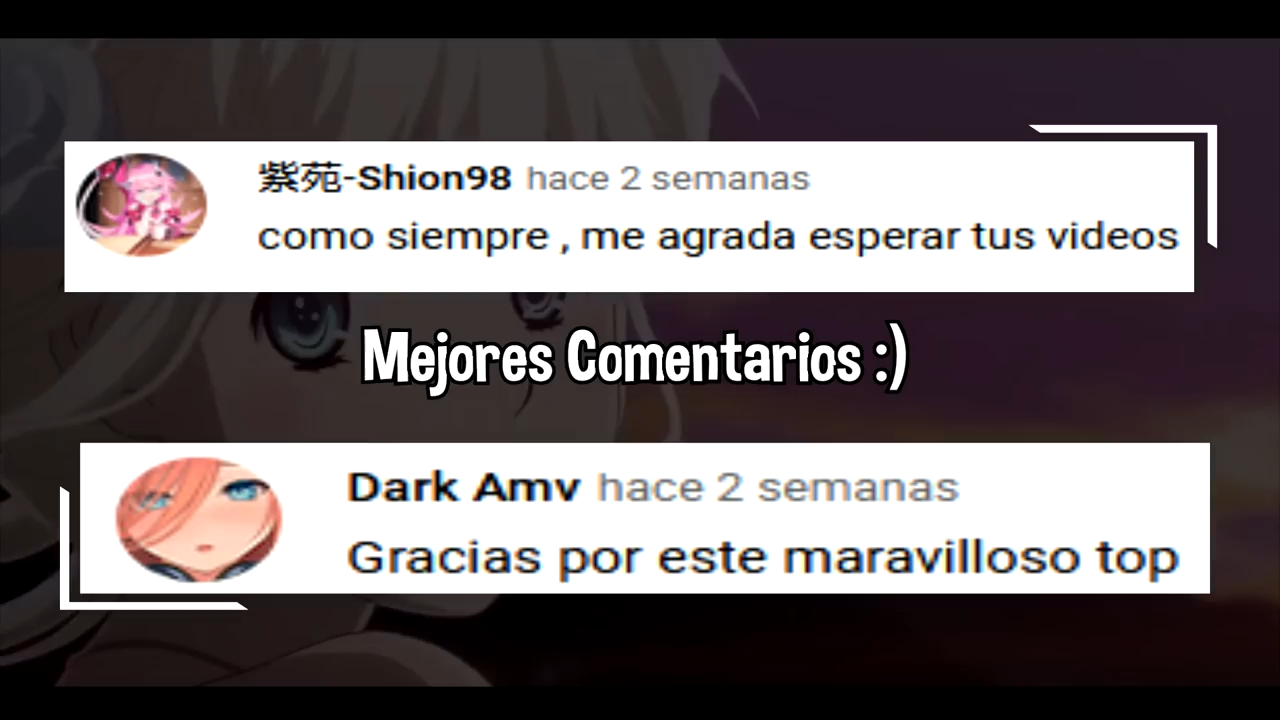 紫苑-Shion98 hace 2 semanas
como siempre , me agrada esperar tus videos
Mejores Comentarios :)
Dark Amv hace 2 semanas
Gracias por este maravilloso top